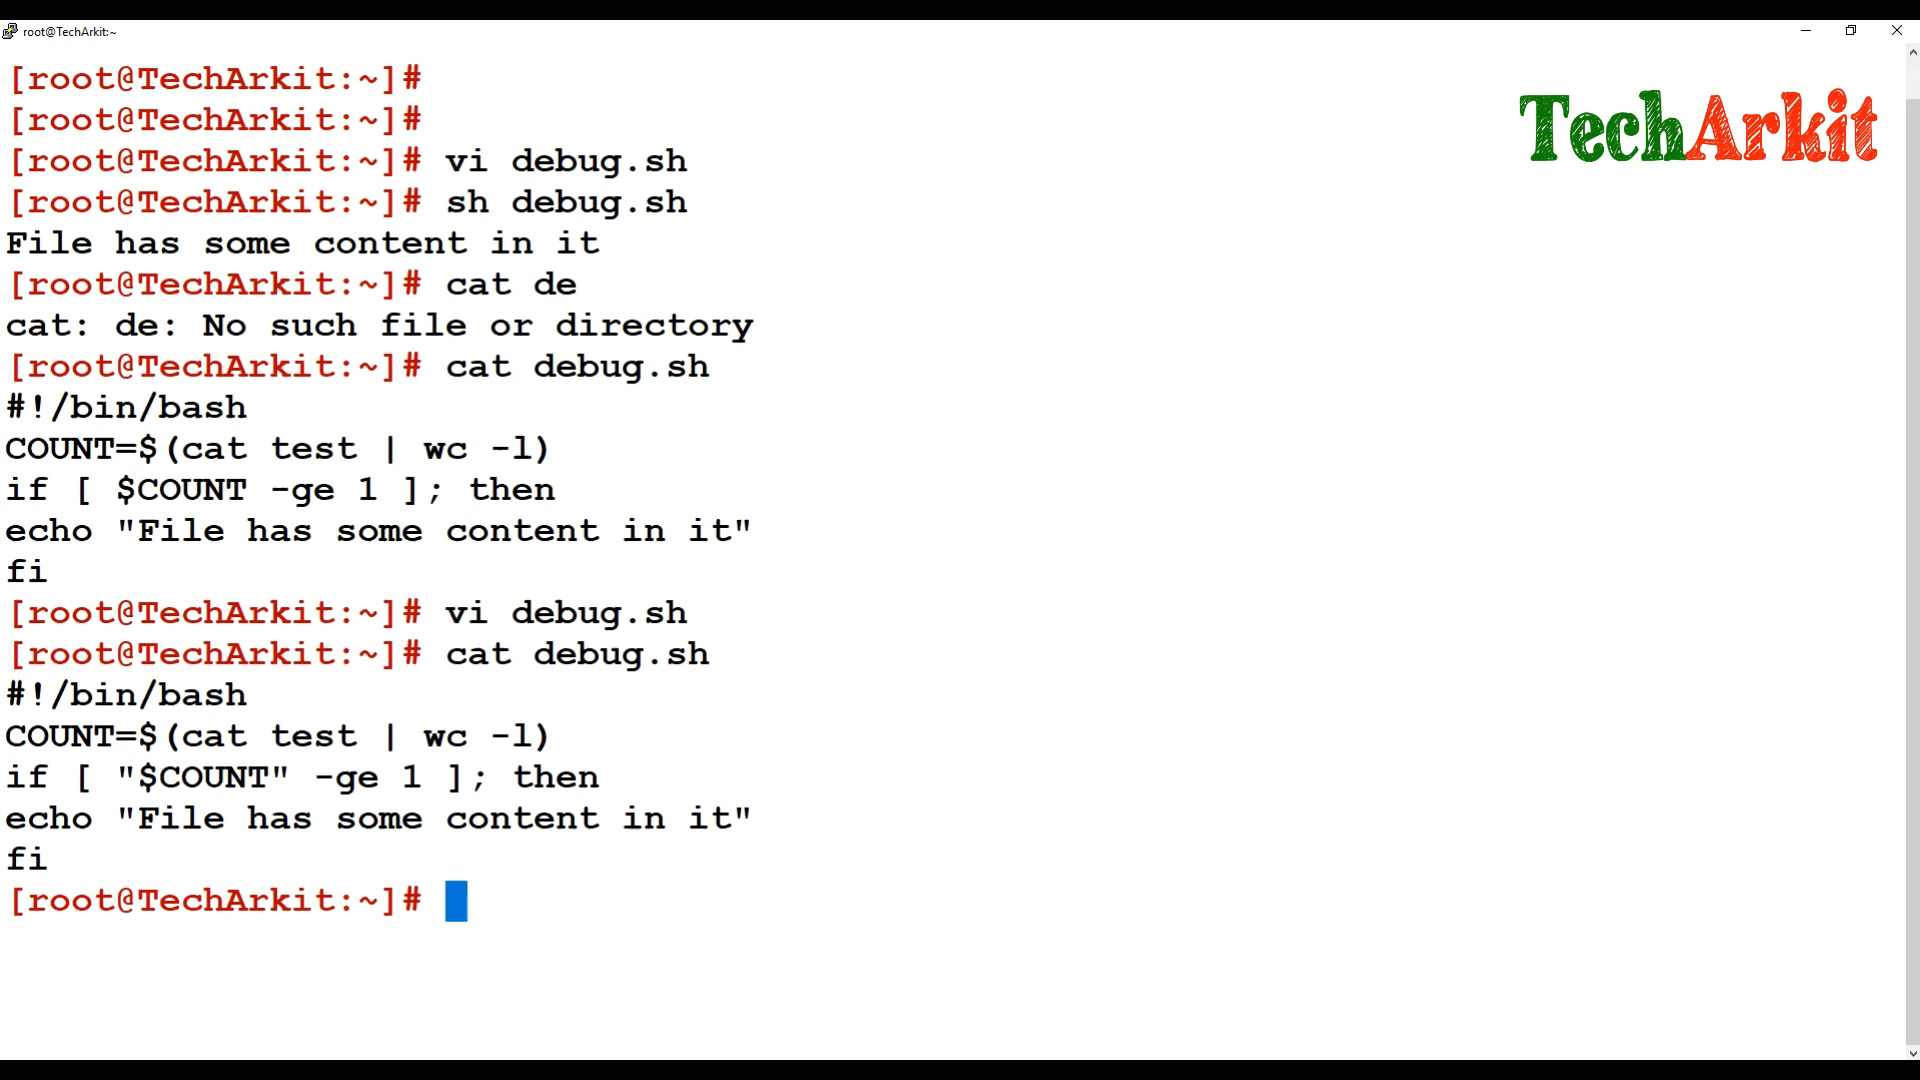 root@TechArkit:~
[root@TechArkit:~]#
[root@TechArkit:~]#
[root@TechArkit:~]# vi debug.sh
[root@TechArkit:~]# sh debug.sh
File has some content in it
[root@TechArkit:~]# cat de
cat: de: No such file or directory
[root@TechArkit:~]# cat debug.sh
#!/bin/bash
COUNT=$(cat test | wc -l)
if [ $COUNT -ge 1 ]; then
echo "File has some content in it"
fi
[root@TechArkit:~]# vi debug.sh
[root@TechArkit:~]# cat debug.sh
#!/bin/bash
COUNT=$(cat test | wc -l)
if [ "$COUNT" -ge 1 ]; then
echo "File has some content in it"
fi
[root@TechArkit:~]#
TechArkit